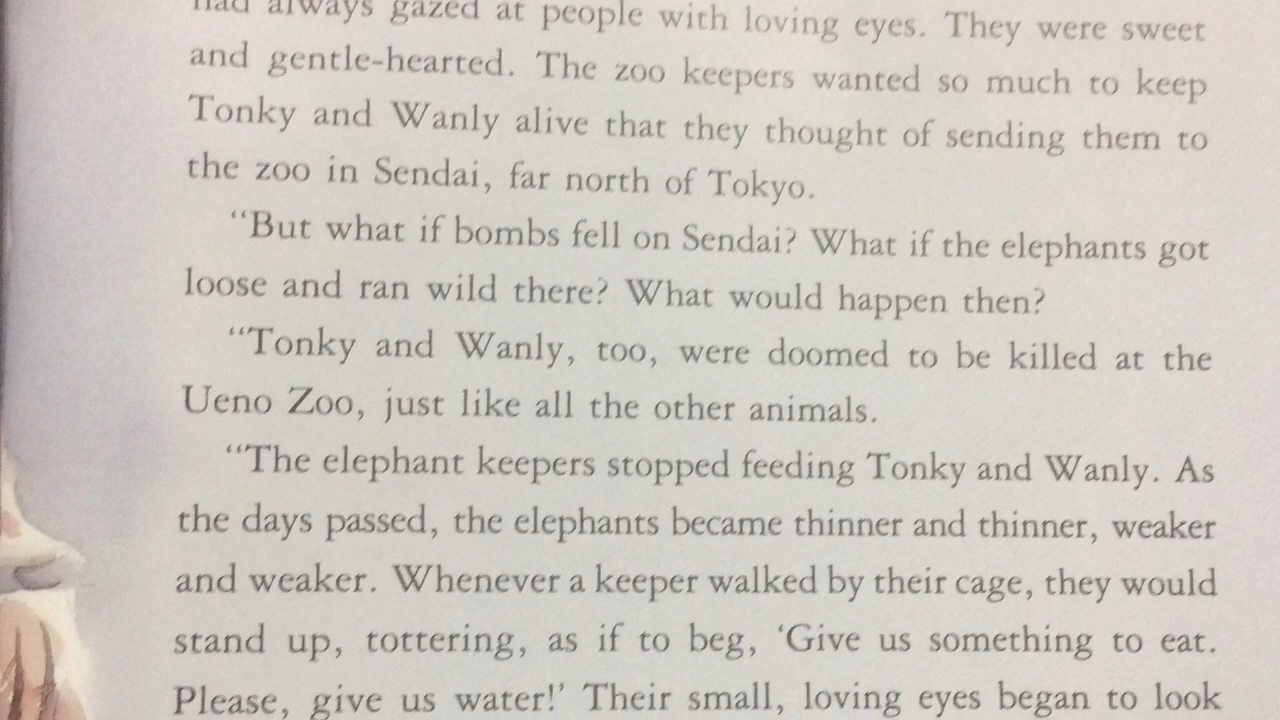 had always gazed at people with loving eyes. They were sweet
and gentle-hearted. The zoo keepers wanted so much to keep
Tonky and Wanly alive that they thought of sending them to
the zoo in Sendai, far north of Tokyo.
“But what if bombs fell on Sendai? What if the elephants got
loose and ran wild there? What would happen then?
“Tonky and Wanly, too, were doomed to be killed at the
Ueno Zoo, just like all the other animals.
“The elephant keepers stopped feeding Tonky and Wanly. As
the days passed, the elephants became thinner and thinner, weaker
and weaker. Whenever a keeper walked by their cage, they would
stand up, tottering, as if to beg, ‘Give us something to eat.
Please, give us water!’ Their small, loving eyes began to look